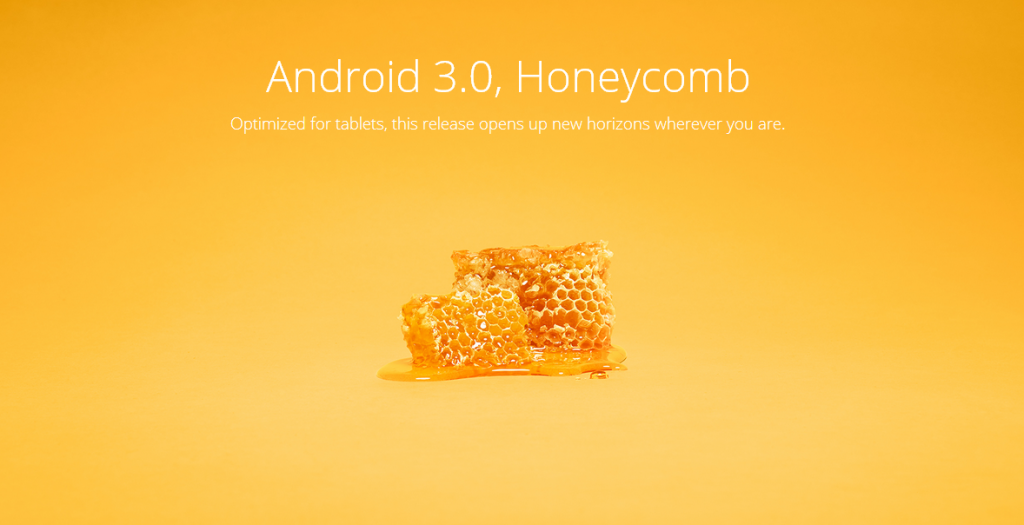 Android 3.0, Honeycomb
Optimized for tablets, this release opens up new horizons wherever you are.